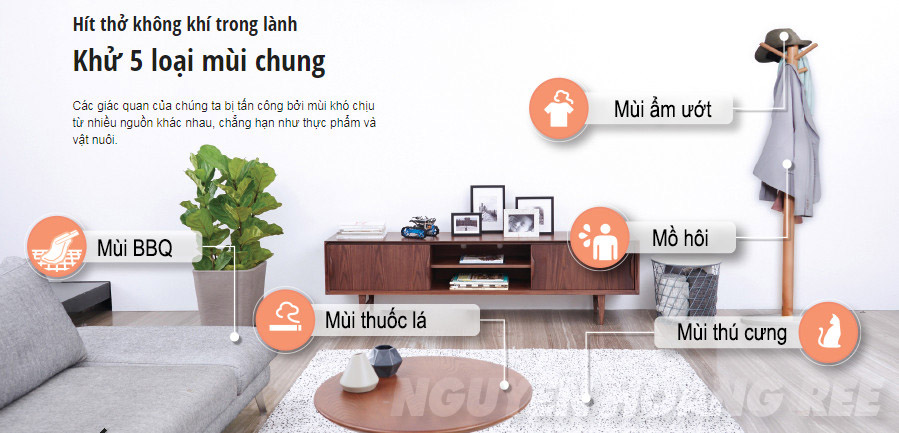 Hít thở không khí trong lành
Khử 5 loại mùi chung
Các giác quan của chúng ta bị tấn công bởi mùi khó chịu
từ nhiều nguồn khác nhau, chẳng hạn như thực phẩm và
vật nuôi.
Mùi ẩm ướt
Mồ hôi
Mùi BBQ
Mùi thuốc lá
Mùi thú cưng
NGUYEN HOANG REE